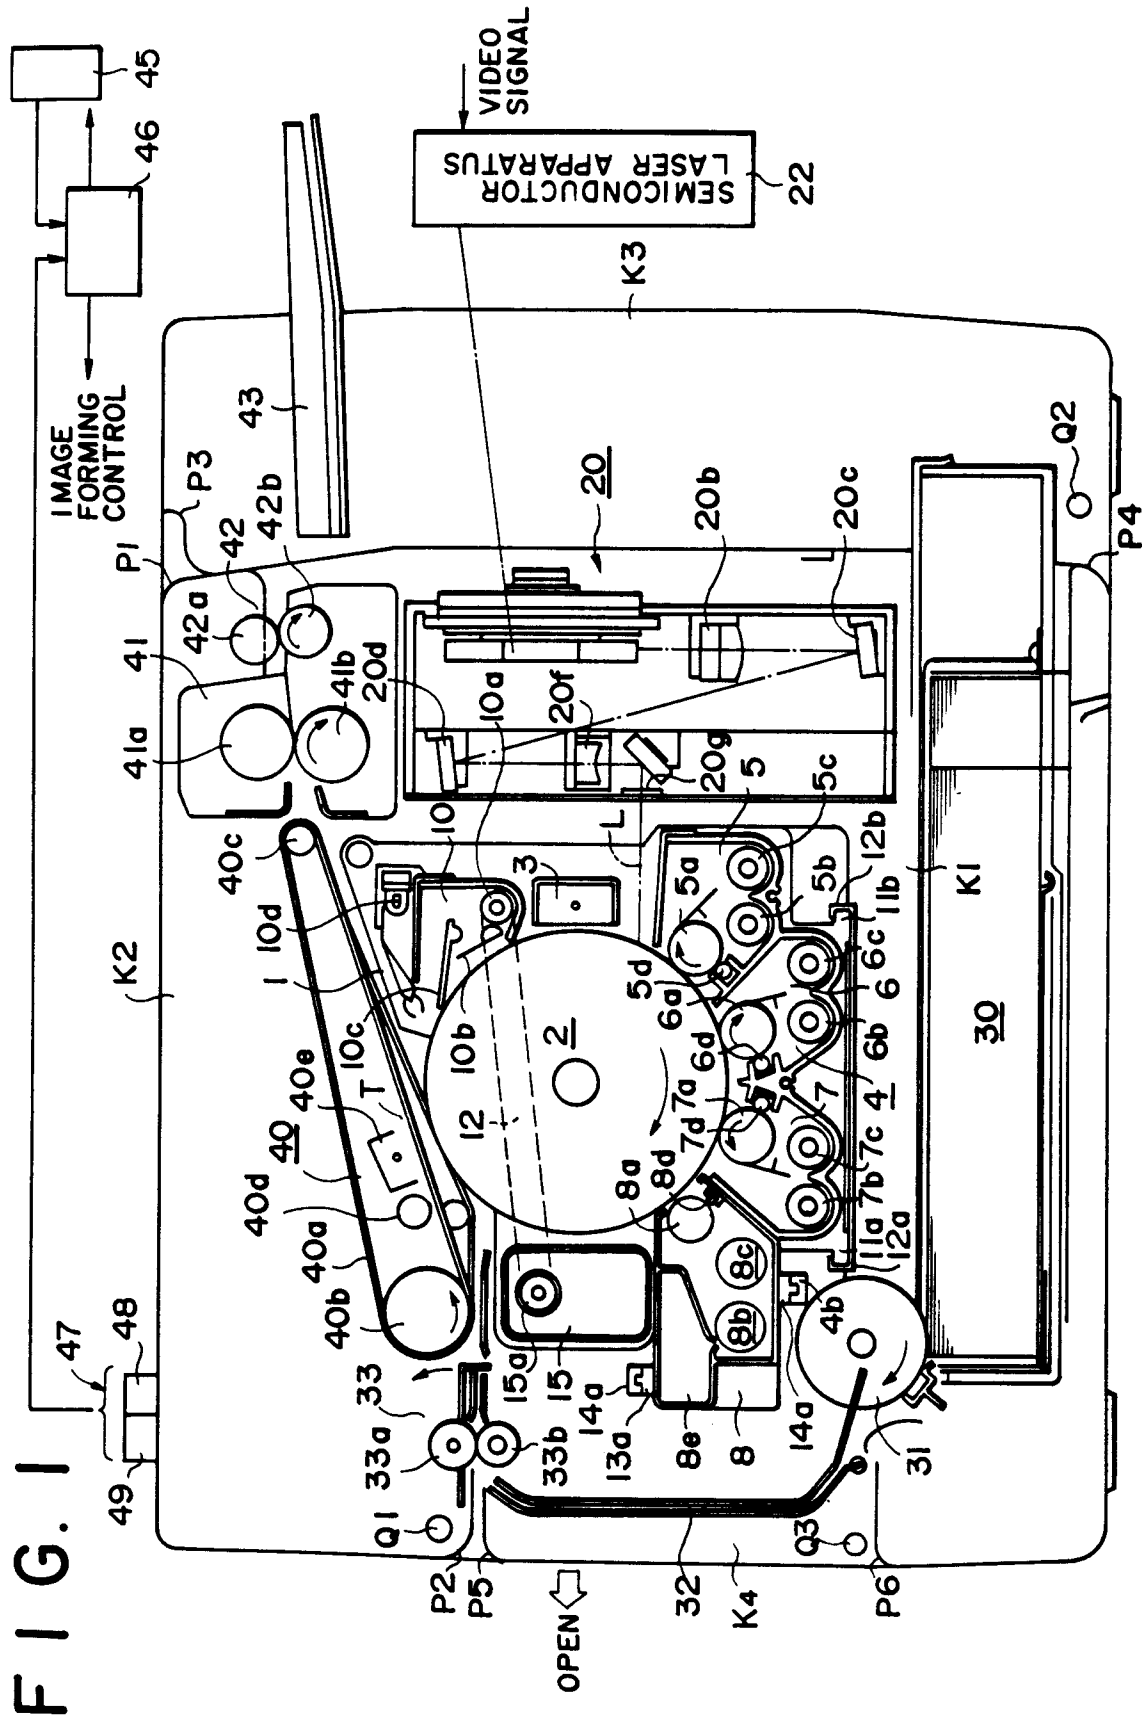 FIG. 1
IMAGE
FORMING
CONTROL
45
46
47
48
49
VIDEO
SIGNAL
SEMICONDUCTOR
LASER APPARATUS
22
K3
43
P3
P1
42
42a
42b
41
41a
41b
20d
10a
20f
20g
20
20b
20c
Q2
P4
L
5
5a
5b
5c
5d
12b
11b
K1
K2
40c
10d
1
10c
10
10b
3
2
12
40e
T
40
40d
40a
40b
6a
6d
6c
6
6b
4
7a
7d
7
7c
7b
8a
8d
8c
8b
11a
12a
4b
30
33
33a
33b
15a
15
14a
13a
8e
8
14a
31
Q1
Q3
P2
P5
OPEN
32
K4
P6